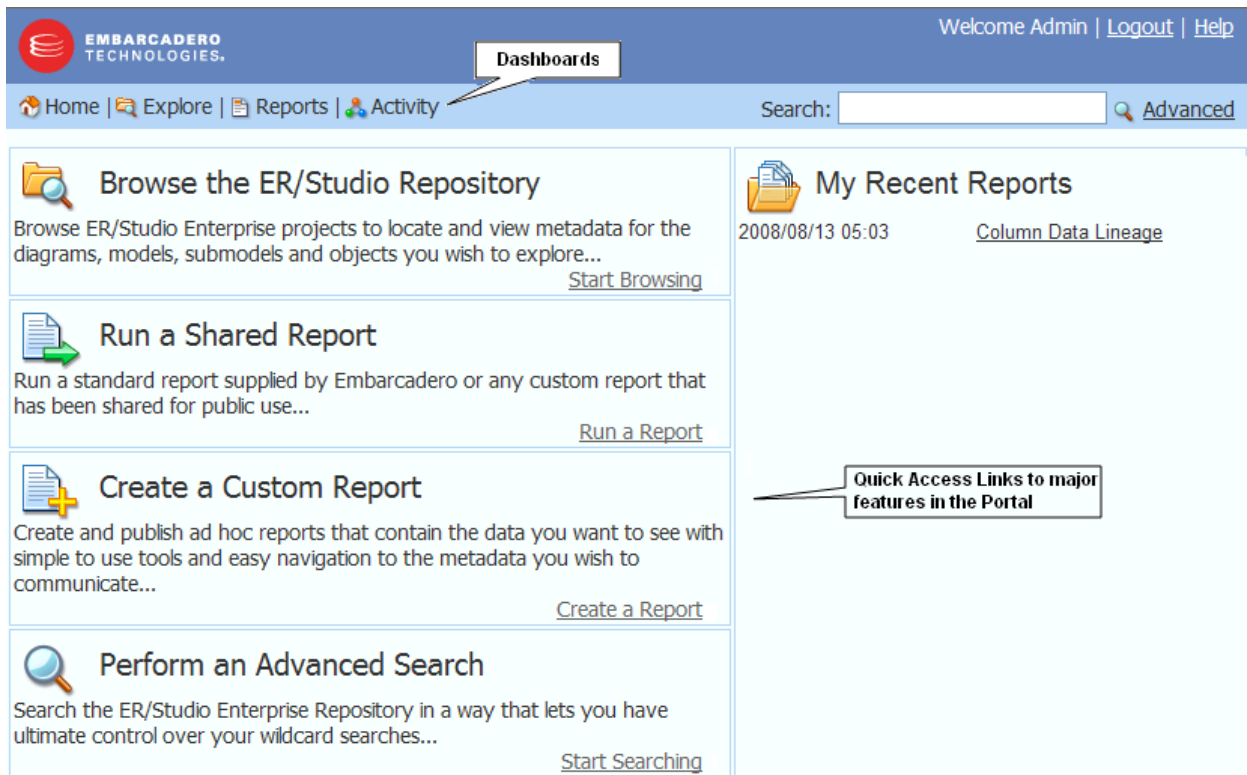 EMBARCADERO
TECHNOLOGIES.
Welcome Admin | Logout | Help
Dashboards
Home | Explore | Reports | Activity
Search:
Advanced
Browse the ER/Studio Repository
Browse ER/Studio Enterprise projects to locate and view metadata for the
diagrams, models, submodels and objects you wish to explore...
Start Browsing
Run a Shared Report
Run a standard report supplied by Embarcadero or any custom report that
has been shared for public use...
Run a Report
Create a Custom Report
Create and publish ad hoc reports that contain the data you want to see with
simple to use tools and easy navigation to the metadata you wish to
communicate...
Create a Report
Perform an Advanced Search
Search the ER/Studio Enterprise Repository in a way that lets you have
ultimate control over your wildcard searches...
Start Searching
My Recent Reports
2008/08/13 05:03 Column Data Lineage
Quick Access Links to major
features in the Portal